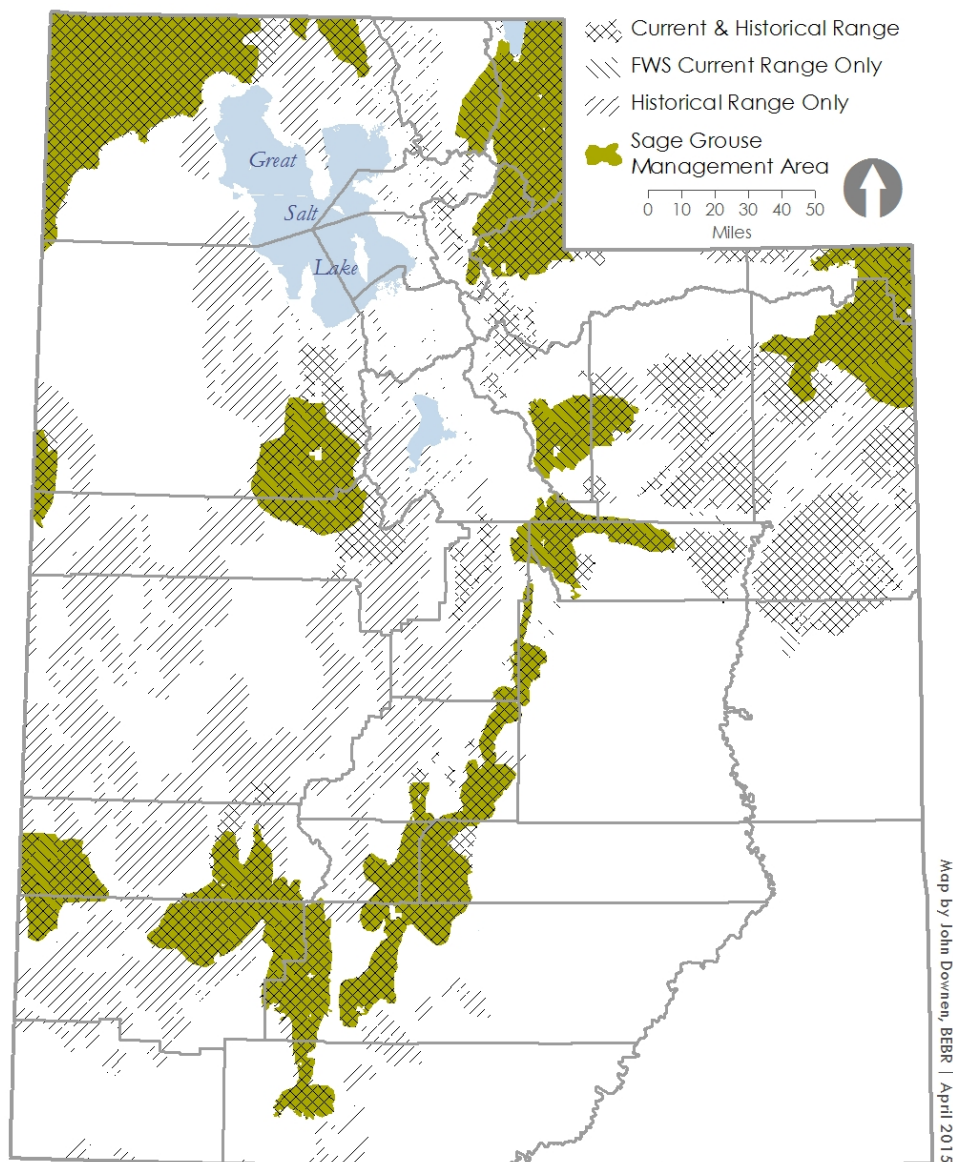 Current & Historical Range
FWS Current Range Only
Historical Range Only
Sage Grouse
Management Area
0 10 20 30 40 50
Miles
Great
Salt
Lake
Map by John Downen, BEBR | April 2015